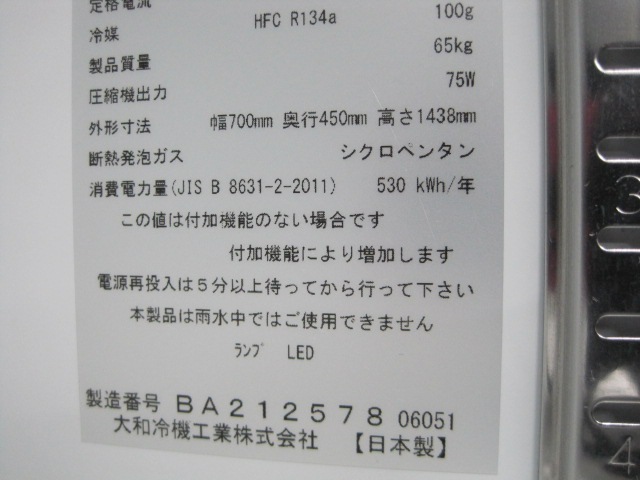 定格電流
冷媒 HFC R134a 100g
製品質量 65kg
圧縮機出力 75W
外形寸法 幅700mm 奥行450mm 高さ1438mm
断熱発泡ガス シクロペンタン
消費電力量(JIS B 8631-2-2011) 530 kWh/年
この値は付加機能のない場合です
付加機能により増加します
電源再投入は5分以上待ってから行って下さい
本製品は雨水中ではご使用できません
ﾗﾝﾌﾟ LED
製造番号 BA212578 06051
大和冷機工業株式会社 【日本製】
3
4